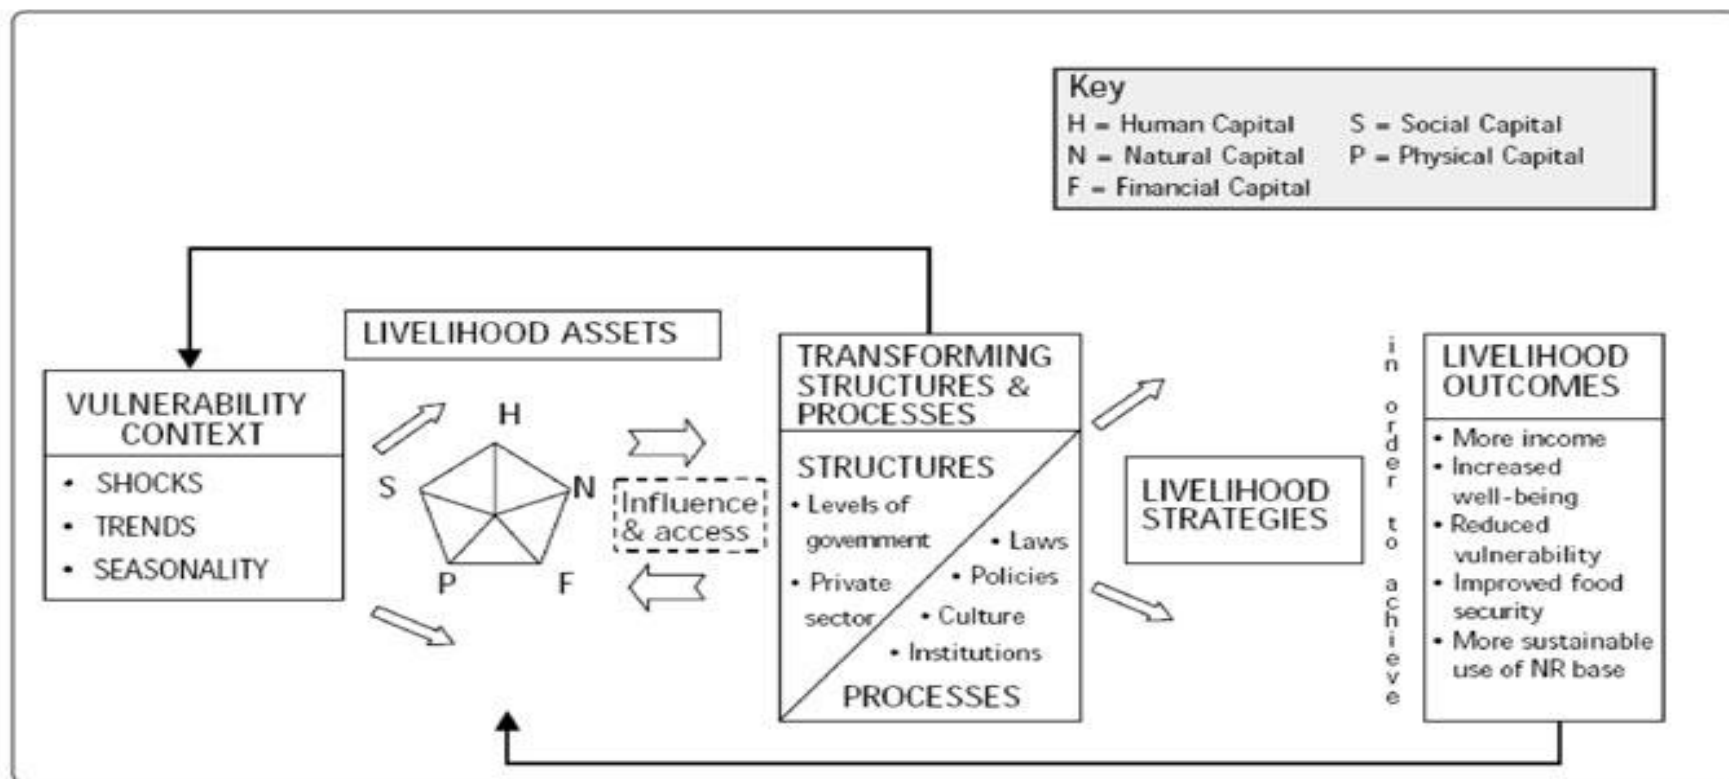 Key
H = Human Capital S = Social Capital
N = Natural Capital P = Physical Capital
F = Financial Capital
LIVELIHOOD ASSETS
VULNERABILITY
CONTEXT
• SHOCKS
• TRENDS
• SEASONALITY
H
S
N
P
F
Influence
& access
TRANSFORMING
STRUCTURES &
PROCESSES
STRUCTURES
• Levels of
government
• Private
sector
• Laws
• Policies
• Culture
• Institutions
PROCESSES
LIVELIHOOD
STRATEGIES
in order to achieve
LIVELIHOOD
OUTCOMES
• More income
• Increased
well-being
• Reduced
vulnerability
• Improved food
security
• More sustainable
use of NR base